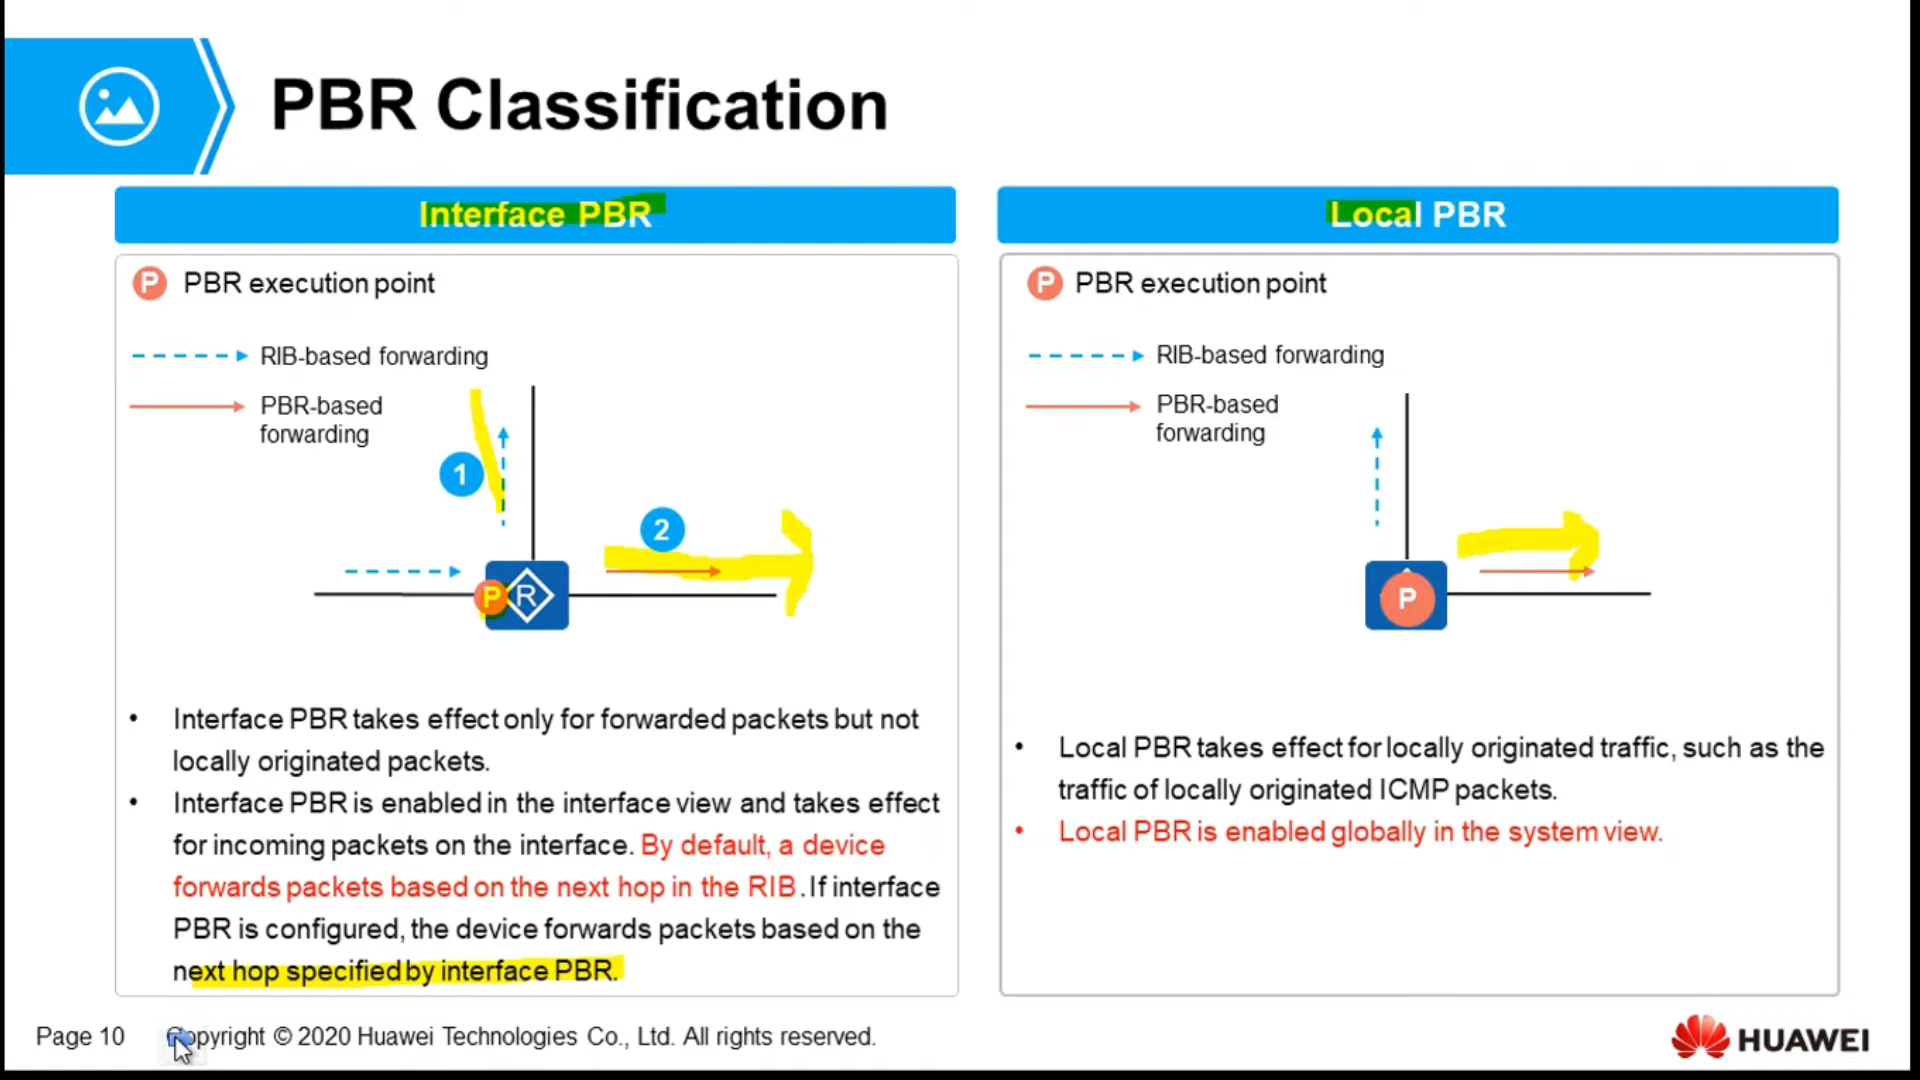 PBR Classification
Interface PBR
P PBR execution point
RIB-based forwarding
PBR-based
forwarding
1
2
P R
• Interface PBR takes effect only for forwarded packets but not
locally originated packets.
• Interface PBR is enabled in the interface view and takes effect
for incoming packets on the interface. By default, a device
forwards packets based on the next hop in the RIB. If interface
PBR is configured, the device forwards packets based on the
next hop specified by interface PBR.
Local PBR
P PBR execution point
RIB-based forwarding
PBR-based
forwarding
P
• Local PBR takes effect for locally originated traffic, such as the
traffic of locally originated ICMP packets.
• Local PBR is enabled globally in the system view.
Page 10 Copyright © 2020 Huawei Technologies Co., Ltd. All rights reserved.
HUAWEI